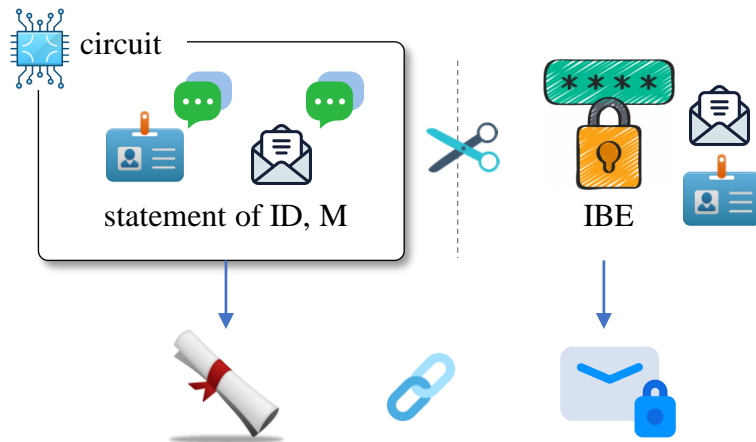 circuit
****
statement of ID, M
IBE